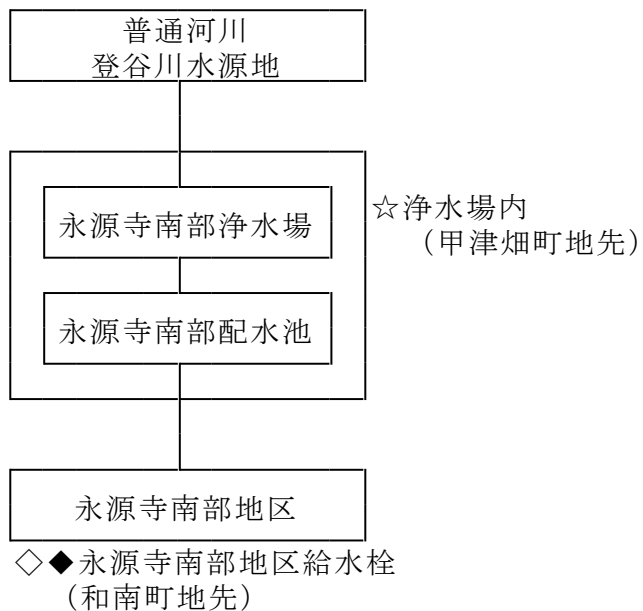 普通河川
登谷川水源地
永源寺南部浄水場
☆浄水場内
（甲津畑町地先）
永源寺南部配水池
永源寺南部地区
◇◆永源寺南部地区給水栓
（和南町地先）